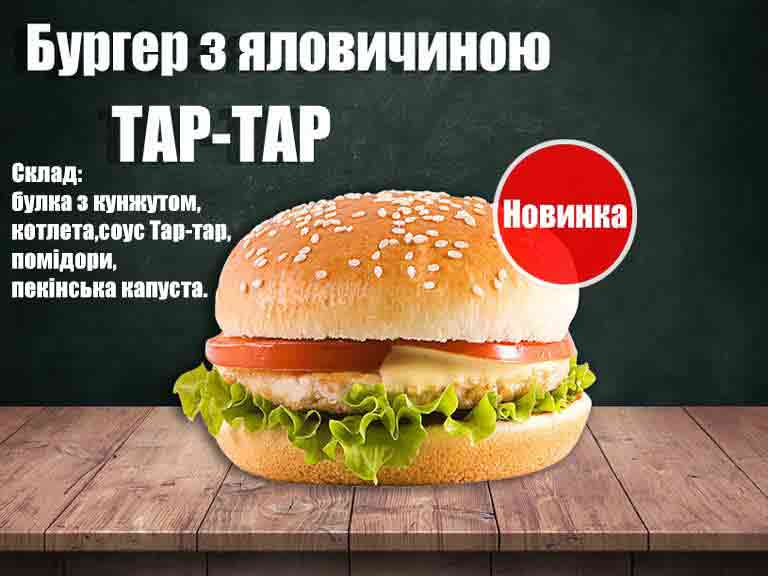 Бургер з яловичиною
ТАР-ТАР
Склад:
булка з кунжутом,
котлета,соус Тар-тар,
помідори,
пекінська капуста.
Новинка